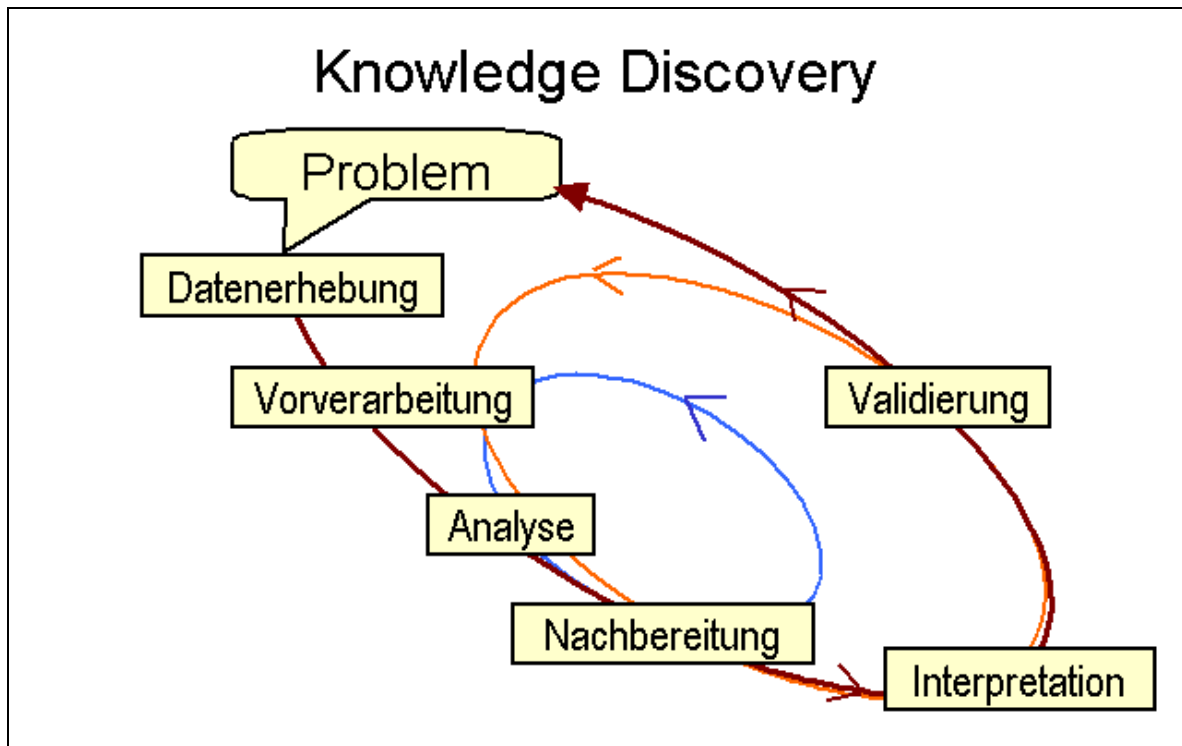 Knowledge Discovery
Problem
Datenerhebung
Vorverarbeitung
Validierung
Analyse
Nachbereitung
Interpretation